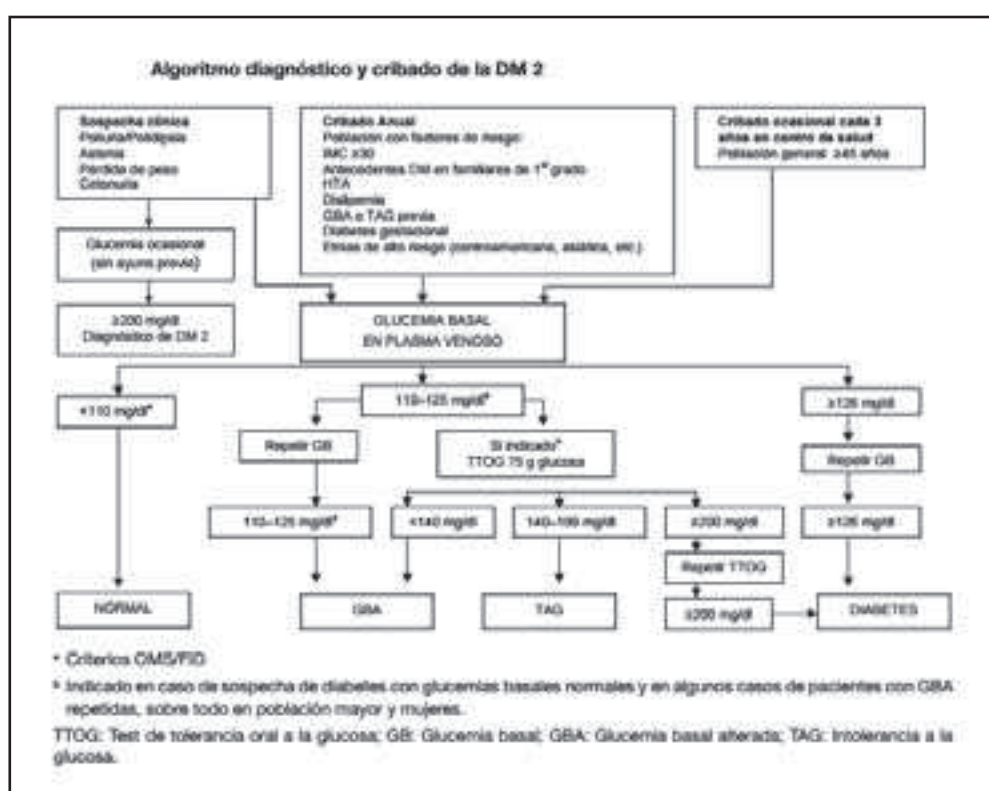 Algoritmo diagnóstico y cribado de la DM 2
Sospecha clínica
Poliuria/Polidipsia
Astenia
Pérdida de peso
Cetonuria
Cribado Anual
Población con factores de riesgo:
IMC ≥30
Antecedentes DM en familiares de 1er grado
HTA
Dislipemia
GBA o TAG previa
Diabetes gestacional
Etnias de alto riesgo (centroamericana, asiática, etc.)
Cribado ocasional cada 3
años en centro de salud
Población general ≥45 años
Glucemia ocasional
(sin ayuno previo)
≥200 mg/dl
Diagnóstico de DM 2
GLUCEMIA BASAL
EN PLASMA VENOSO
<110 mg/dlª
110–125 mg/dlª
≥126 mg/dl
Repetir GB
Si indicado
TTOG 75 g glucosa
Repetir GB
110–125 mg/dlª
<140 mg/dl
140–199 mg/dl
≥200 mg/dl
≥126 mg/dl
Repetir TTOG
≥200 mg/dl
NORMAL
GBA
TAG
DIABETES
ª Criterios OMS/FID
Indicado en caso de sospecha de diabetes con glucemias basales normales y en algunos casos de pacientes con GBA
repetidas, sobre todo en población mayor y mujeres.
TTOG: Test de tolerancia oral a la glucosa; GB: Glucemia basal; GBA: Glucemia basal alterada; TAG: Intolerancia a la
glucosa.